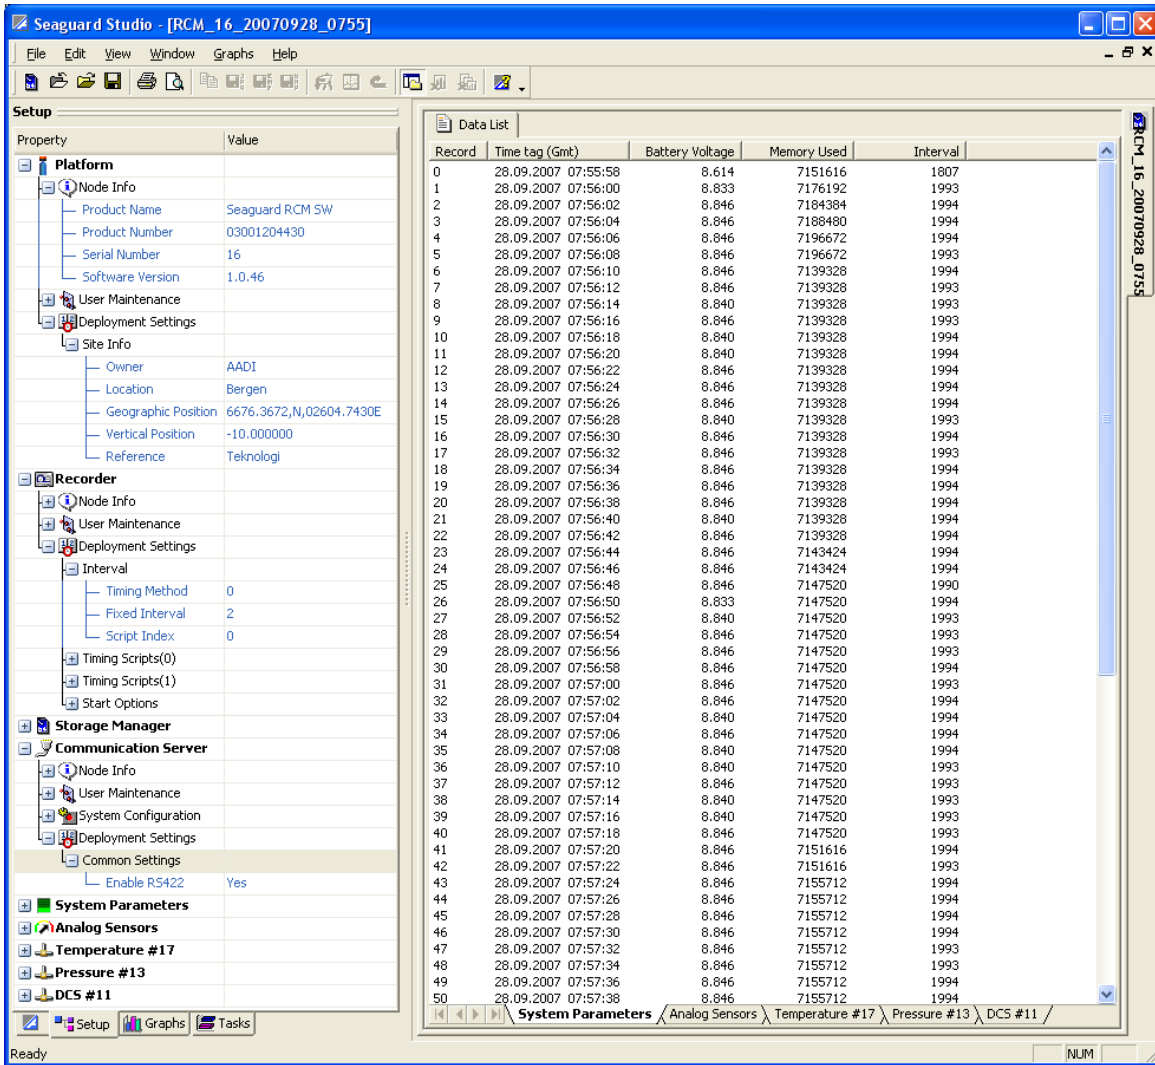 Seaguard Studio - [RCM_16_20070928_0755]
File Edit View Window Graphs Help
Setup
Property Value
Platform
Node Info
Product Name Seaguard RCM SW
Product Number 03001204430
Serial Number 16
Software Version 1.0.46
User Maintenance
Deployment Settings
Site Info
Owner AADI
Location Bergen
Geographic Position 6676.3672,N,02604.7430E
Vertical Position -10.000000
Reference Teknologi
Recorder
Node Info
User Maintenance
Deployment Settings
Interval
Timing Method 0
Fixed Interval 2
Script Index 0
Timing Scripts(0)
Timing Scripts(1)
Start Options
Storage Manager
Communication Server
Node Info
User Maintenance
System Configuration
Deployment Settings
Common Settings
Enable RS422 Yes
System Parameters
Analog Sensors
Temperature #17
Pressure #13
DCS #11
Setup Graphs Tasks
Data List
Record Time tag (Gmt) Battery Voltage Memory Used Interval
0 28.09.2007 07:55:58 8.614 7151616 1807
1 28.09.2007 07:56:00 8.833 7176192 1993
2 28.09.2007 07:56:02 8.846 7184384 1994
3 28.09.2007 07:56:04 8.846 7188480 1994
4 28.09.2007 07:56:06 8.846 7196672 1994
5 28.09.2007 07:56:08 8.846 7196672 1993
6 28.09.2007 07:56:10 8.846 7139328 1994
7 28.09.2007 07:56:12 8.846 7139328 1993
8 28.09.2007 07:56:14 8.840 7139328 1993
9 28.09.2007 07:56:16 8.846 7139328 1993
10 28.09.2007 07:56:18 8.840 7139328 1994
11 28.09.2007 07:56:20 8.840 7139328 1994
12 28.09.2007 07:56:22 8.846 7139328 1994
13 28.09.2007 07:56:24 8.846 7139328 1994
14 28.09.2007 07:56:26 8.846 7139328 1994
15 28.09.2007 07:56:28 8.840 7139328 1993
16 28.09.2007 07:56:30 8.846 7139328 1994
17 28.09.2007 07:56:32 8.846 7139328 1993
18 28.09.2007 07:56:34 8.846 7139328 1994
19 28.09.2007 07:56:36 8.846 7139328 1994
20 28.09.2007 07:56:38 8.840 7139328 1994
21 28.09.2007 07:56:40 8.840 7139328 1994
22 28.09.2007 07:56:42 8.846 7139328 1994
23 28.09.2007 07:56:44 8.846 7143424 1994
24 28.09.2007 07:56:46 8.846 7143424 1994
25 28.09.2007 07:56:48 8.846 7147520 1990
26 28.09.2007 07:56:50 8.833 7147520 1994
27 28.09.2007 07:56:52 8.840 7147520 1993
28 28.09.2007 07:56:54 8.846 7147520 1993
29 28.09.2007 07:56:56 8.846 7147520 1993
30 28.09.2007 07:56:58 8.840 7147520 1994
31 28.09.2007 07:57:00 8.846 7147520 1993
32 28.09.2007 07:57:02 8.846 7147520 1994
33 28.09.2007 07:57:04 8.840 7147520 1994
34 28.09.2007 07:57:06 8.846 7147520 1994
35 28.09.2007 07:57:08 8.840 7147520 1994
36 28.09.2007 07:57:10 8.840 7147520 1993
37 28.09.2007 07:57:12 8.846 7147520 1993
38 28.09.2007 07:57:14 8.840 7147520 1993
39 28.09.2007 07:57:16 8.840 7147520 1993
40 28.09.2007 07:57:18 8.846 7147520 1993
41 28.09.2007 07:57:20 8.846 7151616 1994
42 28.09.2007 07:57:22 8.846 7151616 1993
43 28.09.2007 07:57:24 8.846 7155712 1994
44 28.09.2007 07:57:26 8.846 7155712 1994
45 28.09.2007 07:57:28 8.846 7155712 1994
46 28.09.2007 07:57:30 8.846 7155712 1994
47 28.09.2007 07:57:32 8.846 7155712 1993
48 28.09.2007 07:57:34 8.846 7155712 1993
49 28.09.2007 07:57:36 8.846 7155712 1994
50 28.09.2007 07:57:38 8.846 7155712 1994
System Parameters Analog Sensors Temperature #17 Pressure #13 DCS #11
RCM_16_20070928_0755
Ready NUM